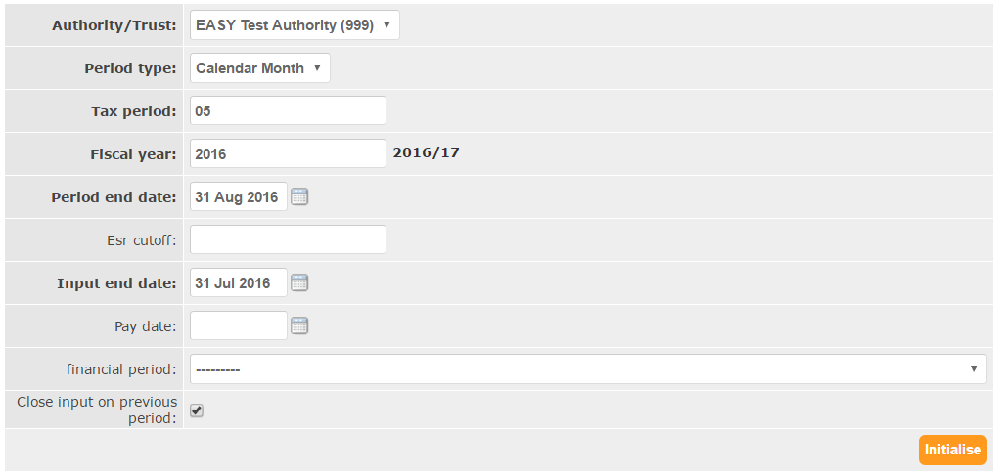 Authority/Trust: EASY Test Authority (999)
Period type: Calendar Month
Tax period: 05
Fiscal year: 2016 2016/17
Period end date: 31 Aug 2016
Esr cutoff:
Input end date: 31 Jul 2016
Pay date:
financial period: ---------
Close input on previous
period:
Initialise